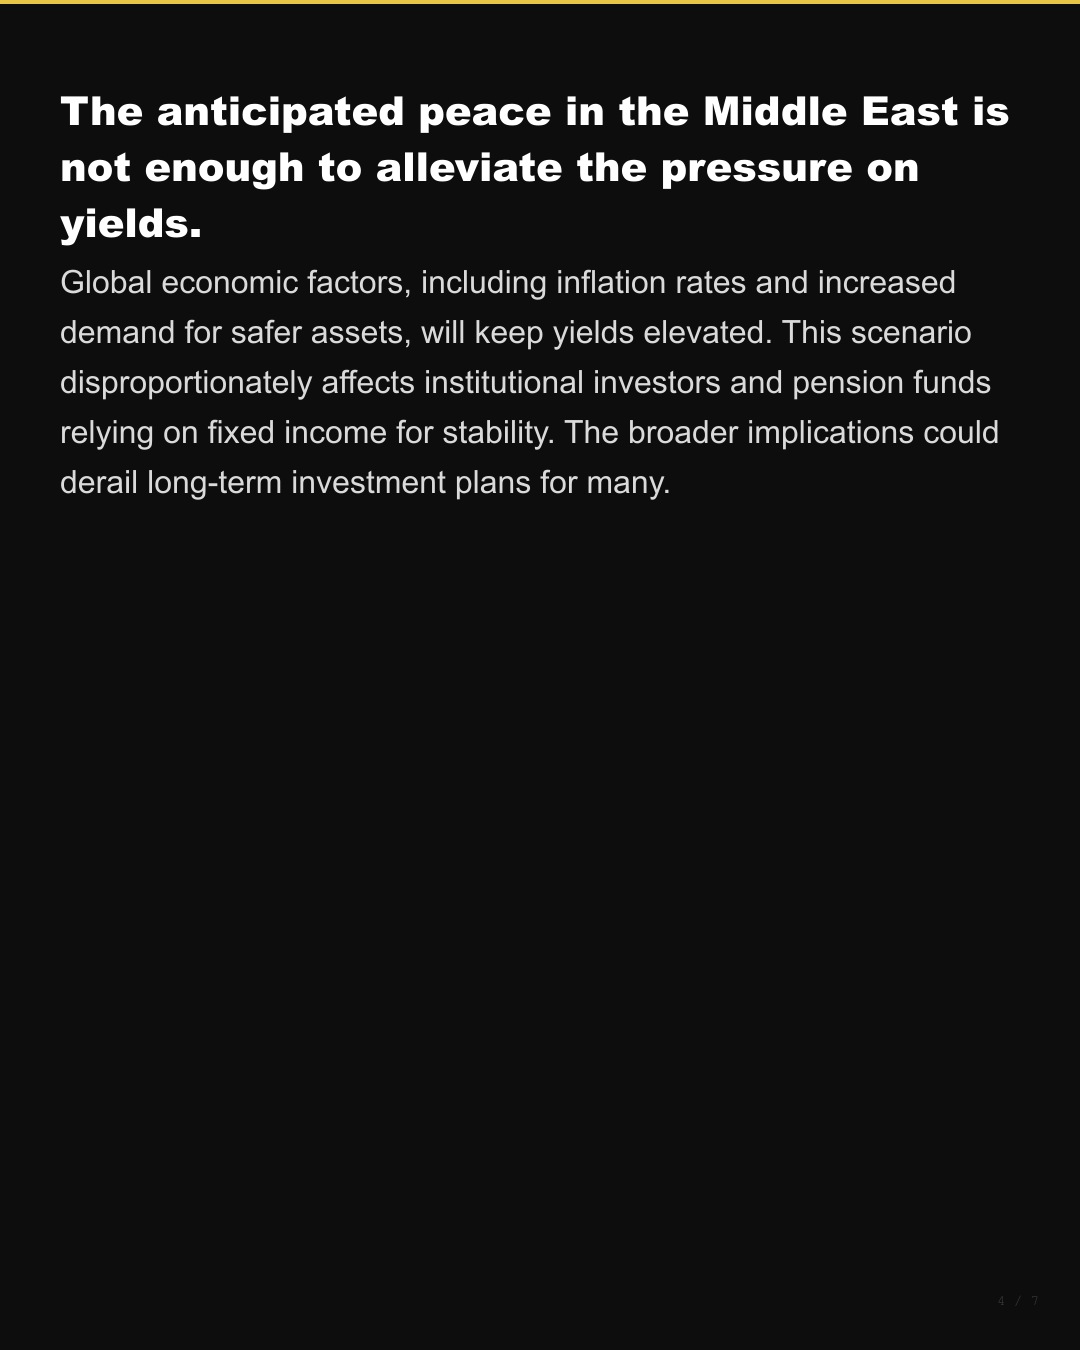 The anticipated peace in the Middle East is
not enough to alleviate the pressure on
yields.
Global economic factors, including inflation rates and increased
demand for safer assets, will keep yields elevated. This scenario
disproportionately affects institutional investors and pension funds
relying on fixed income for stability. The broader implications could
derail long-term investment plans for many.
4 / 7